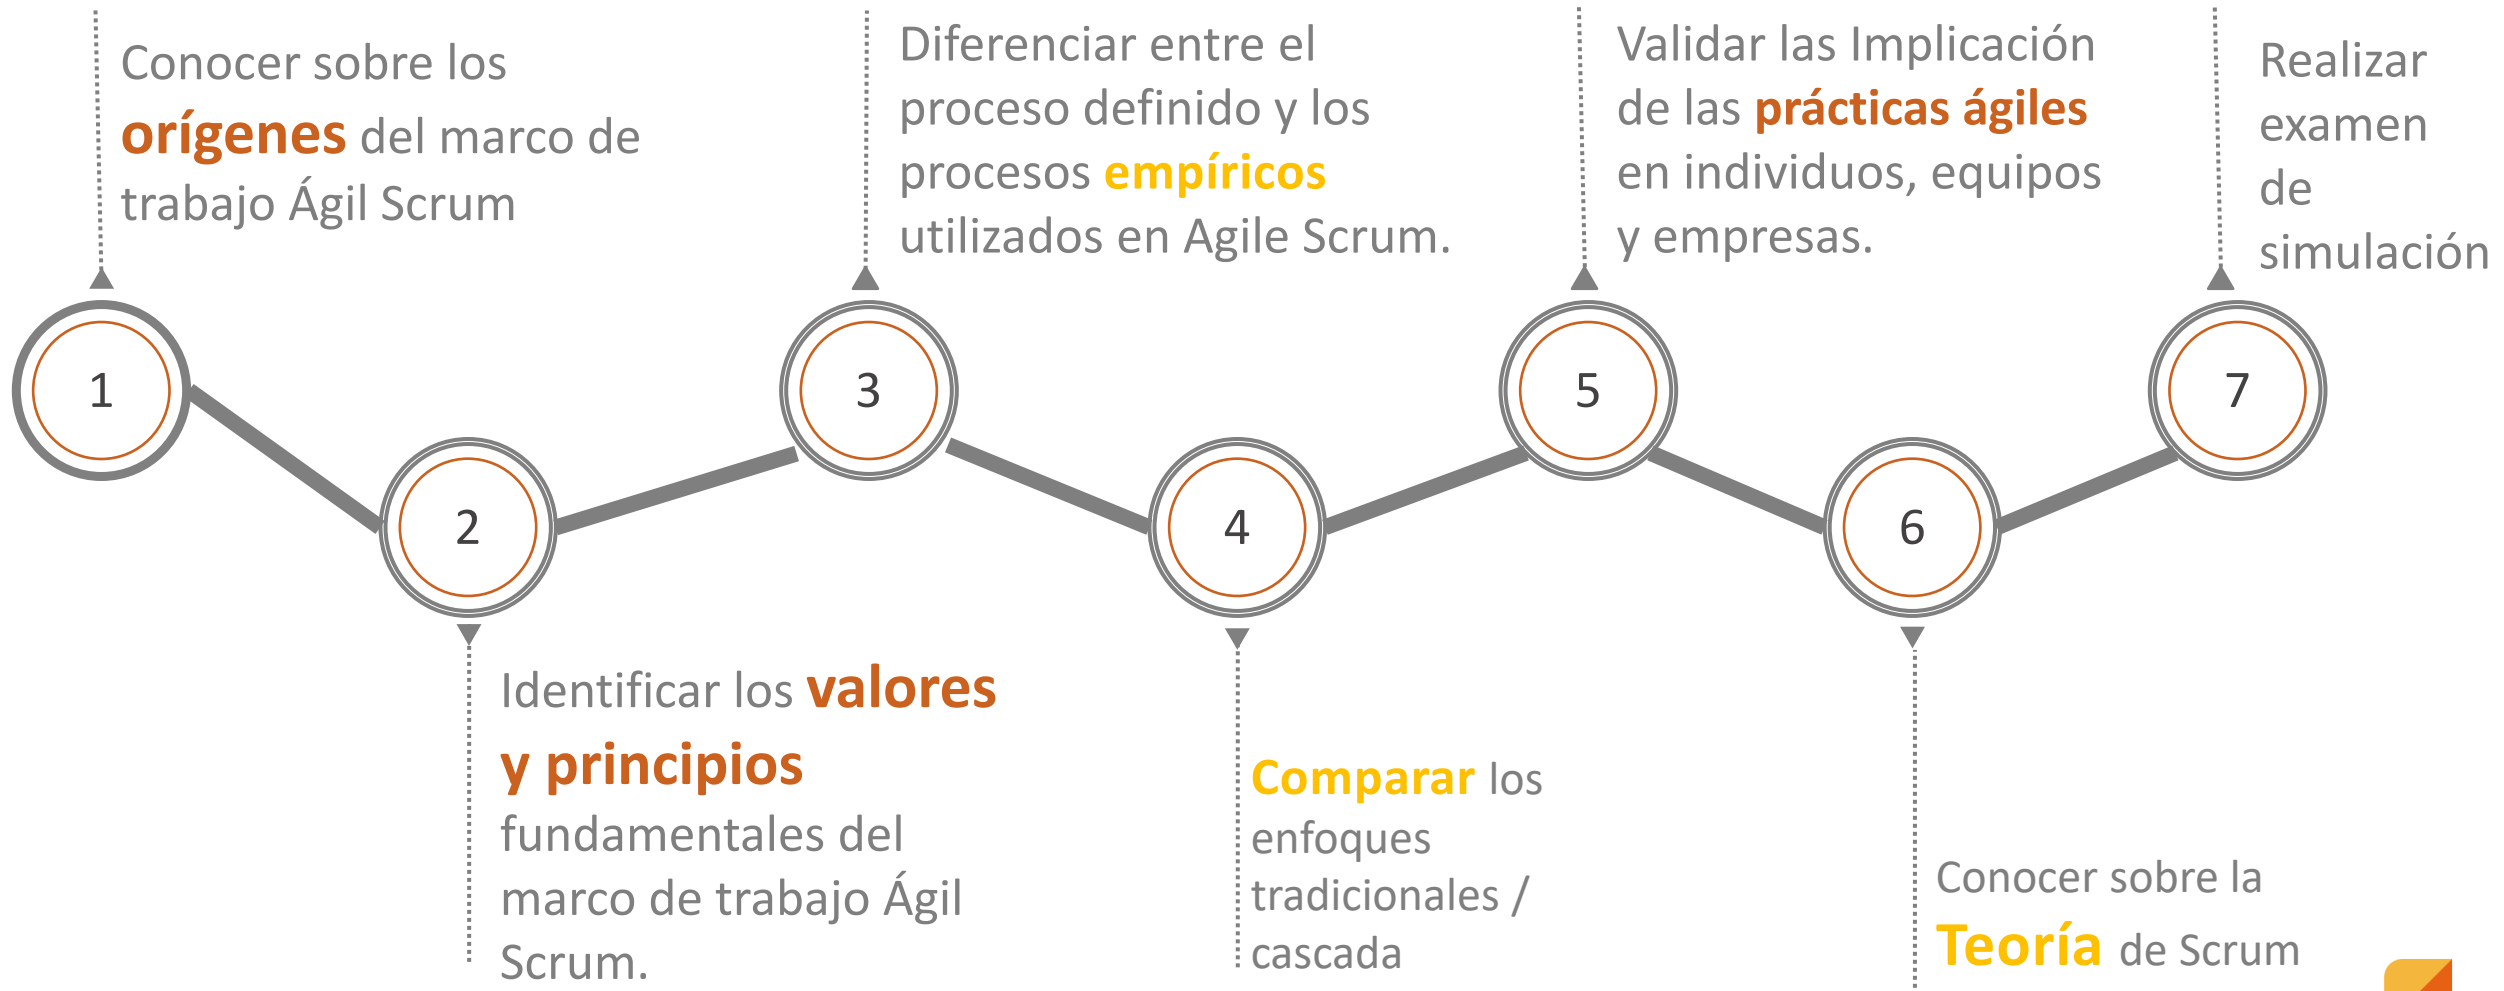 Conocer sobre los
orígenes del marco de
trabajo Ágil Scrum
1
Identificar los valores
y principios
fundamentales del
marco de trabajo Ágil
Scrum.
2
Diferenciar entre el
proceso definido y los
procesos empíricos
utilizados en Agile Scrum.
3
Comparar los
enfoques
tradicionales /
cascada
4
Validar las Implicación
de las prácticas ágiles
en individuos, equipos
y empresas.
5
Conocer sobre la
Teoría de Scrum
6
Realizar
examen
de
simulación
7